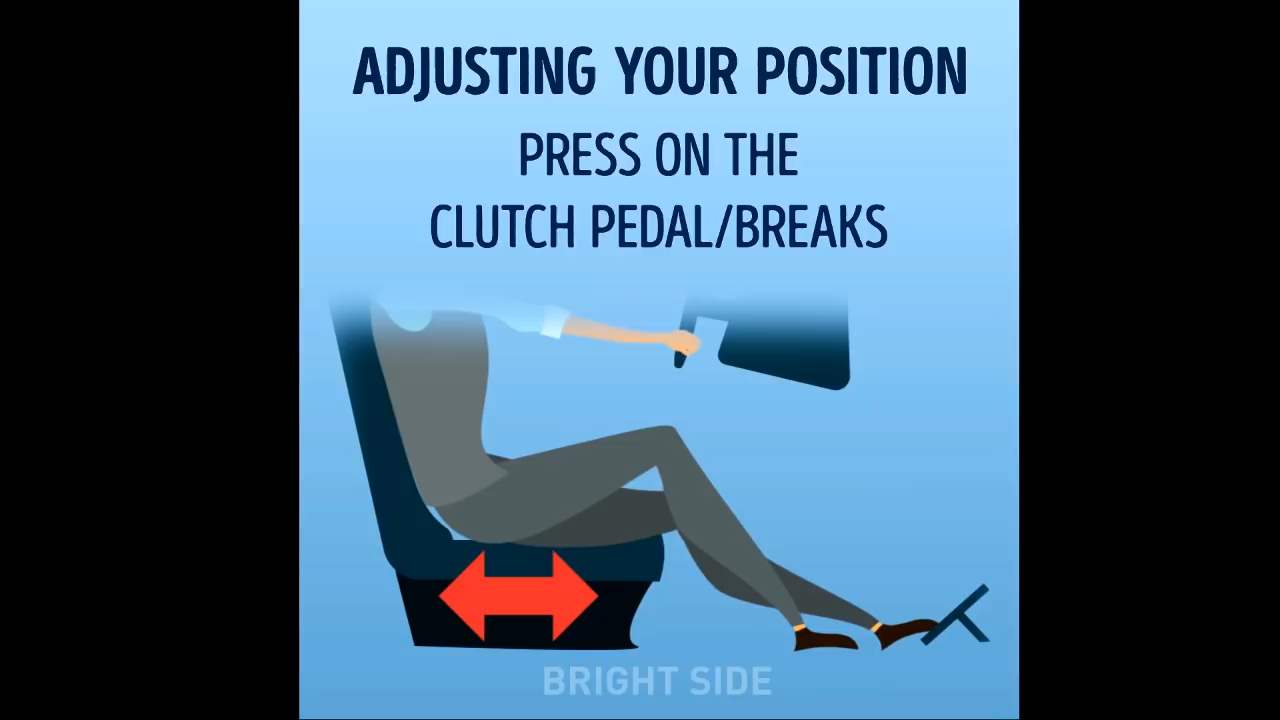 ADJUSTING YOUR POSITION
PRESS ON THE
CLUTCH PEDAL/BREAKS
BRIGHT SIDE